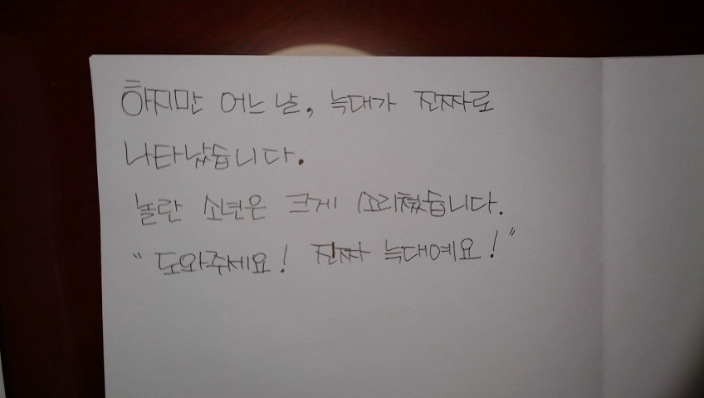 하지만 어느 날, 늑대가 진짜로
나타났습니다.
놀란 소년은 크게 소리쳤습니다.
"도와주세요! 진짜 늑대예요!"